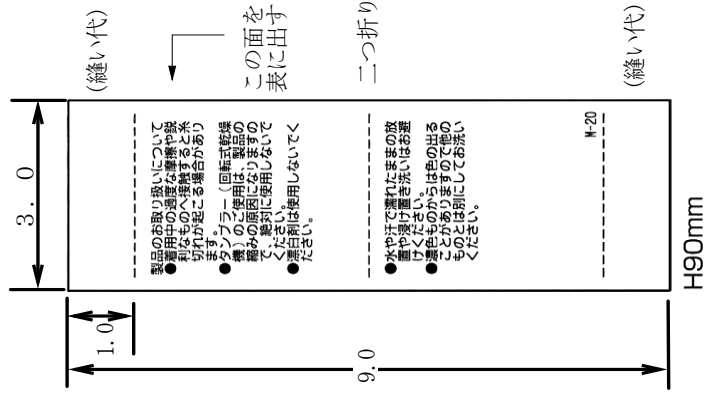 3.0
1.0
9.0
(縫い代)
この面を
表に出す
二つ折り
(縫い代)
製品のお取り扱いについて
●着用中の過度な摩擦や鋭
利なものへ接触すると糸
切れが起こる場合があり
ます。
●タンブラー(回転式乾燥
機)のご使用は、製品の
縮みの原因になりますの
で、絶対に使用しないで
ください。
●漂白剤は使用しないでく
ださい。
●水や汗で濡れたままの放
置や浸け置き洗いはお避
けください。
●濃色ものからは色の出る
ことがありますので他の
ものとは別にしてお洗い
ください。
M-20
H90mm